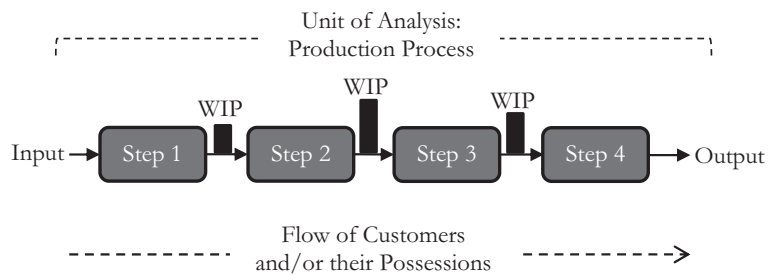 Unit of Analysis:
Production Process
WIP
WIP
WIP
Input
Step 1
Step 2
Step 3
Step 4
Output
Flow of Customers
and/or their Possessions